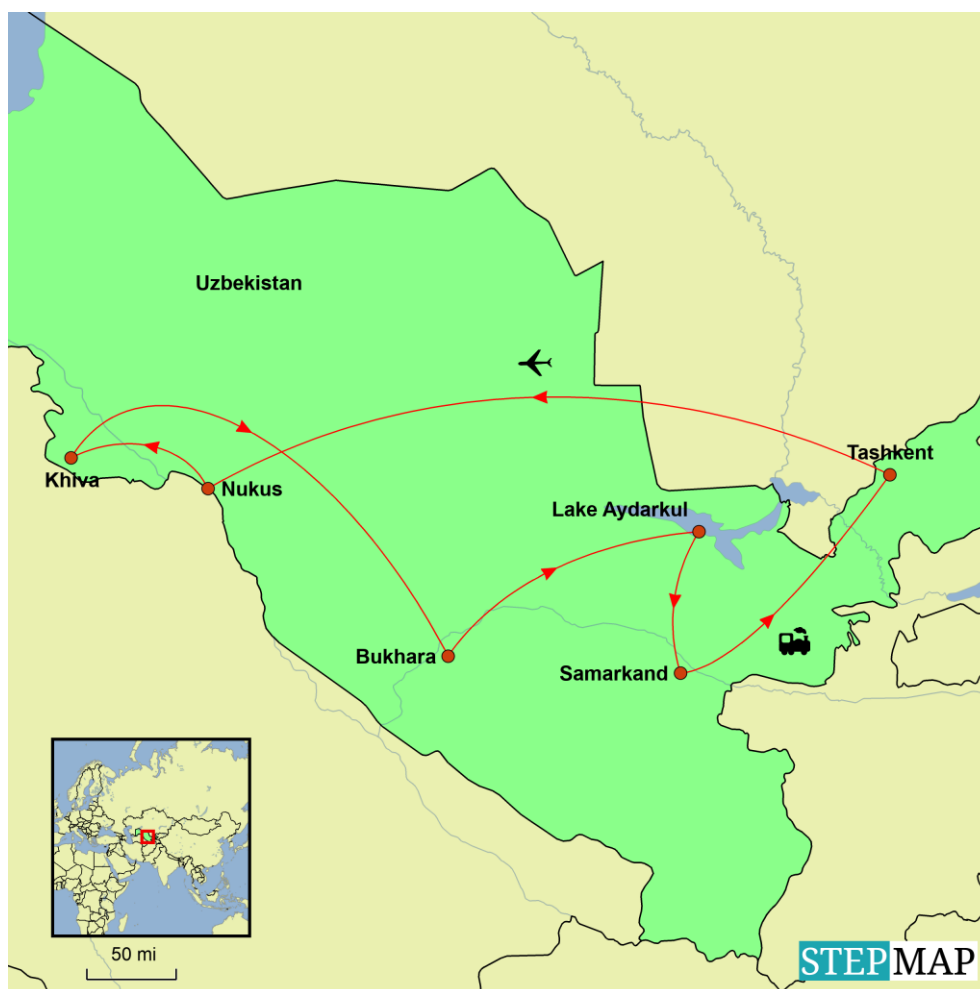 Uzbekistan
Tashkent
Khiva
Nukus
Lake Aydarkul
Bukhara
Samarkand
50 mi
STEPMAP